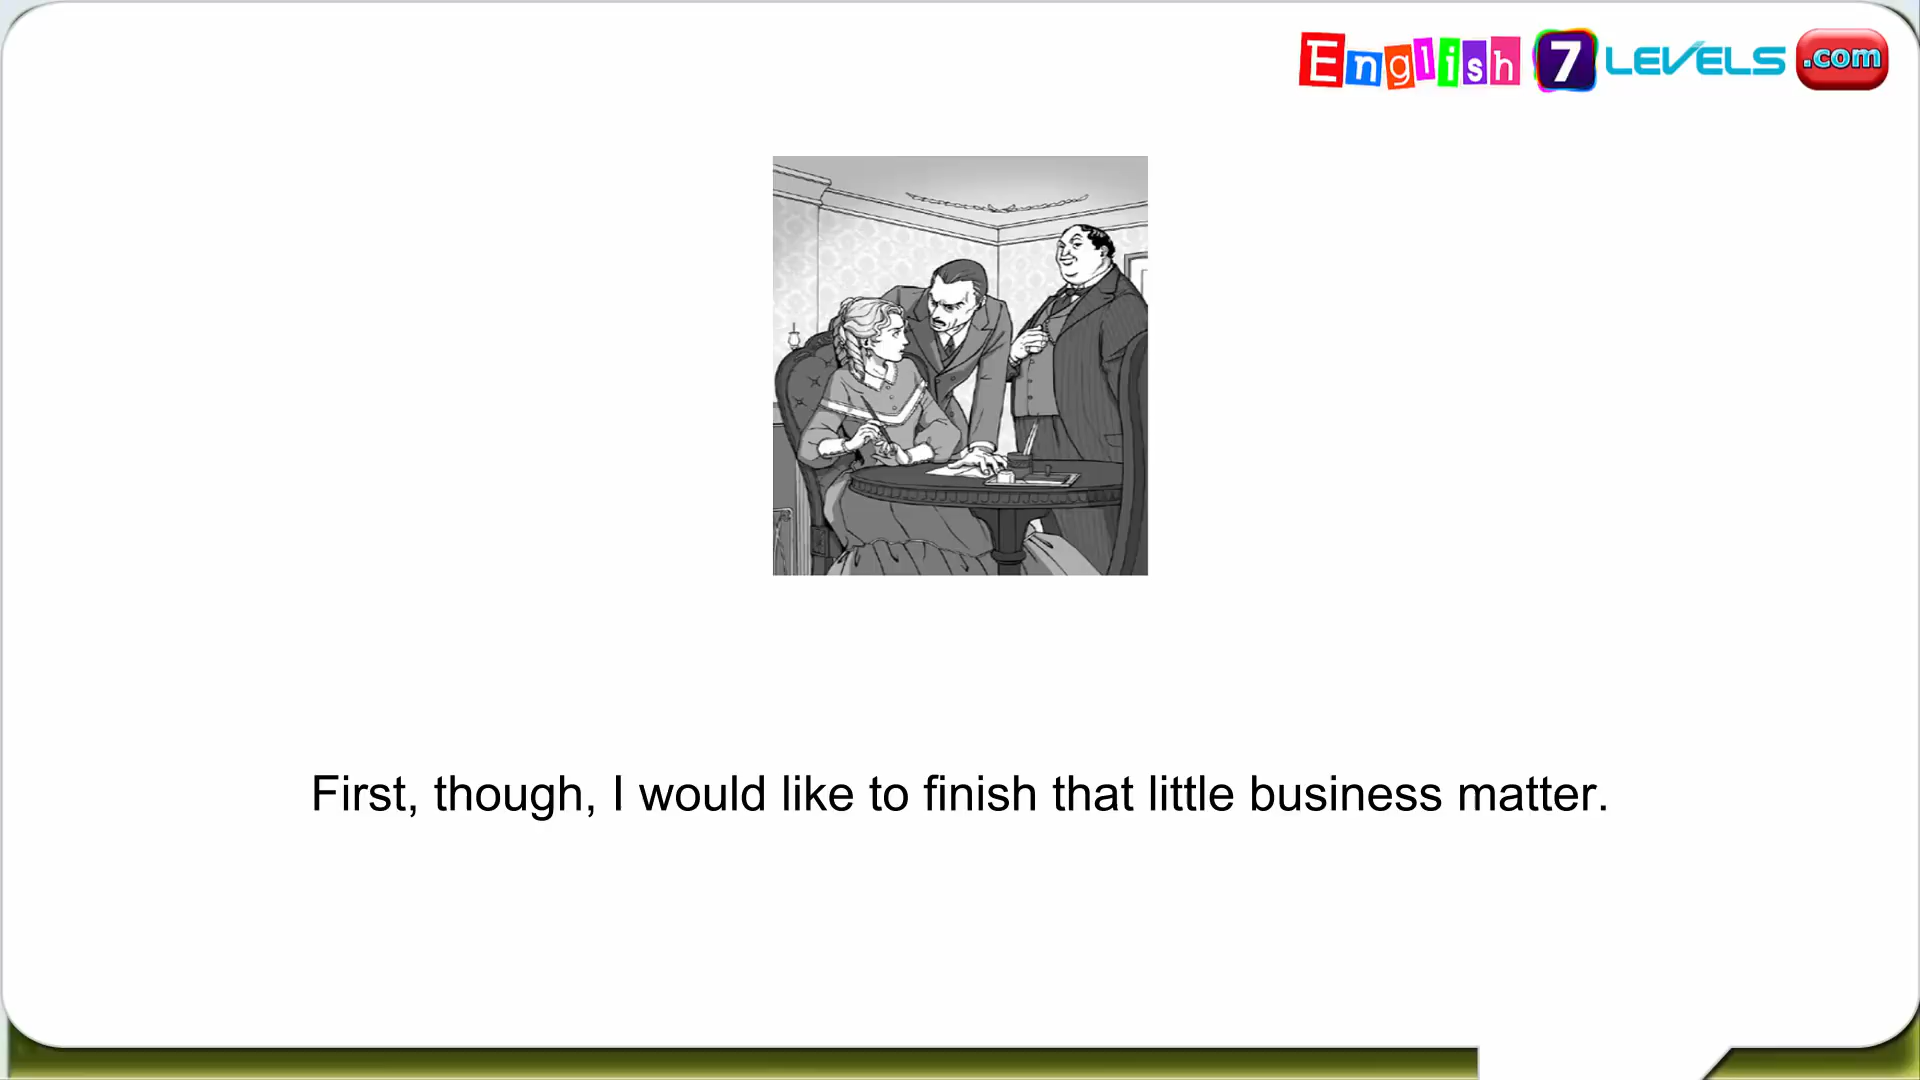 English 7 LEVELS .com
First, though, I would like to finish that little business matter.